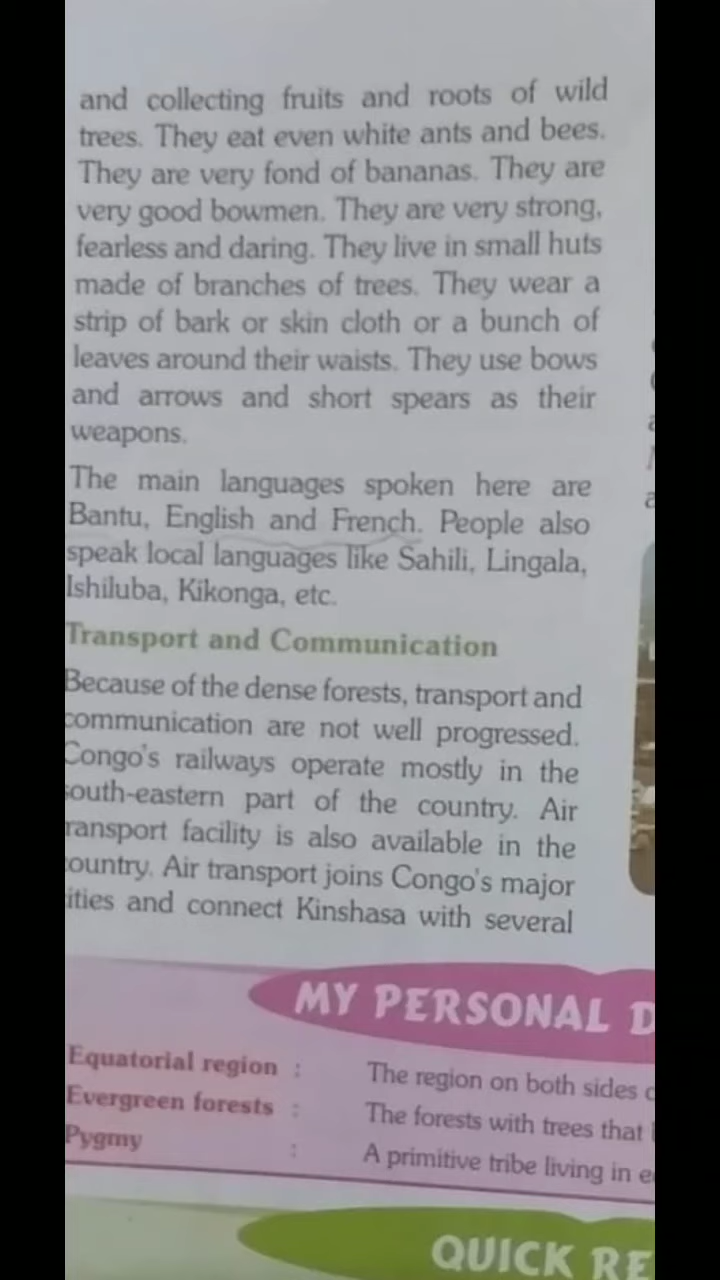 and collecting fruits and roots of wild
trees. They eat even white ants and bees.
They are very fond of bananas. They are
very good bowmen. They are very strong,
fearless and daring. They live in small huts
made of branches of trees. They wear a
strip of bark or skin cloth or a bunch of
leaves around their waists. They use bows
and arrows and short spears as their
weapons.
The main languages spoken here are
Bantu, English and French. People also
speak local languages like Sahili, Lingala,
Ishiluba, Kikonga, etc.
Transport and Communication
Because of the dense forests, transport and
communication are not well progressed.
Congo's railways operate mostly in the
south-eastern part of the country. Air
ransport facility is also available in the
country. Air transport joins Congo's major
ities and connect Kinshasa with several
MY PERSONAL D
Equatorial region : The region on both sides
Evergreen forests : The forests with trees that
Pygmy : A primitive tribe living in e
QUICK RE